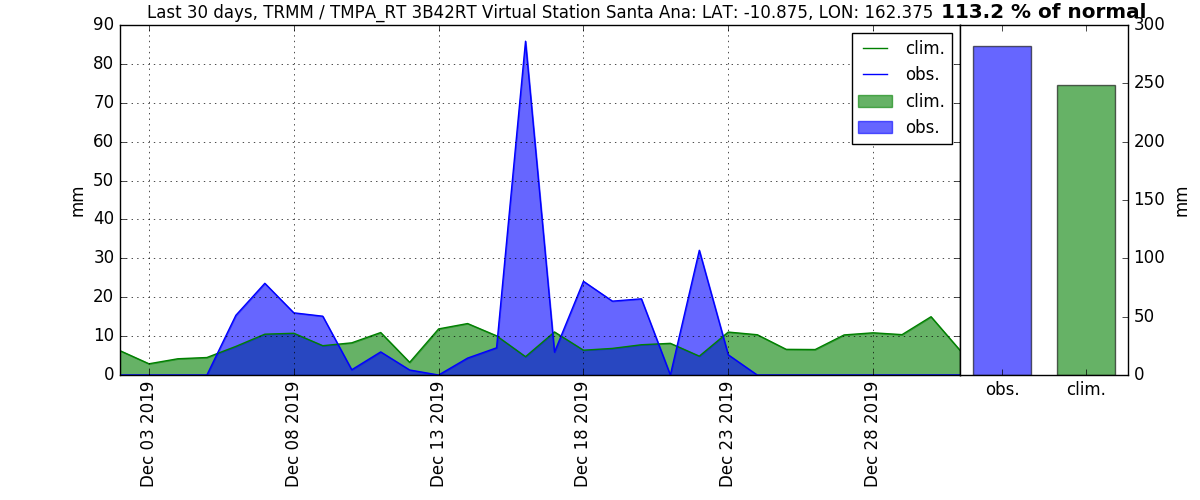 Last 30 days, TRMM / TMPA_RT 3B42RT Virtual Station Santa Ana: LAT: -10.875, LON: 162.375 113.2 % of normal
90
80
70
60
50
40
30
20
10
0
mm
clim.
obs.
clim.
obs.
300
250
200
150
100
50
0
mm
obs.
clim.
Dec 03 2019
Dec 08 2019
Dec 13 2019
Dec 18 2019
Dec 23 2019
Dec 28 2019